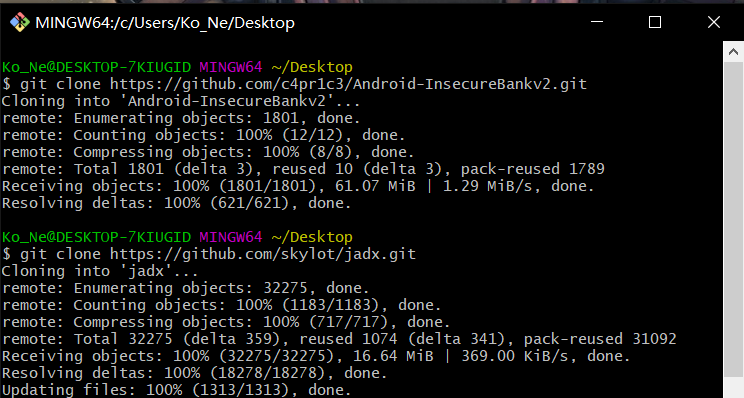 MINGW64:/c/Users/Ko_Ne/Desktop
Ko_Ne@DESKTOP-7KIUGID MINGW64 ~/Desktop
$ git clone https://github.com/c4pr1c3/Android-InsecureBankv2.git
Cloning into 'Android-InsecureBankv2'...
remote: Enumerating objects: 1801, done.
remote: Counting objects: 100% (12/12), done.
remote: Compressing objects: 100% (8/8), done.
remote: Total 1801 (delta 3), reused 10 (delta 3), pack-reused 1789
Receiving objects: 100% (1801/1801), 61.07 MiB | 1.29 MiB/s, done.
Resolving deltas: 100% (621/621), done.
Ko_Ne@DESKTOP-7KIUGID MINGW64 ~/Desktop
$ git clone https://github.com/skylot/jadx.git
Cloning into 'jadx'...
remote: Enumerating objects: 32275, done.
remote: Counting objects: 100% (1183/1183), done.
remote: Compressing objects: 100% (717/717), done.
remote: Total 32275 (delta 359), reused 1074 (delta 341), pack-reused 31092
Receiving objects: 100% (32275/32275), 16.64 MiB | 369.00 KiB/s, done.
Resolving deltas: 100% (18278/18278), done.
Updating files: 100% (1313/1313), done.